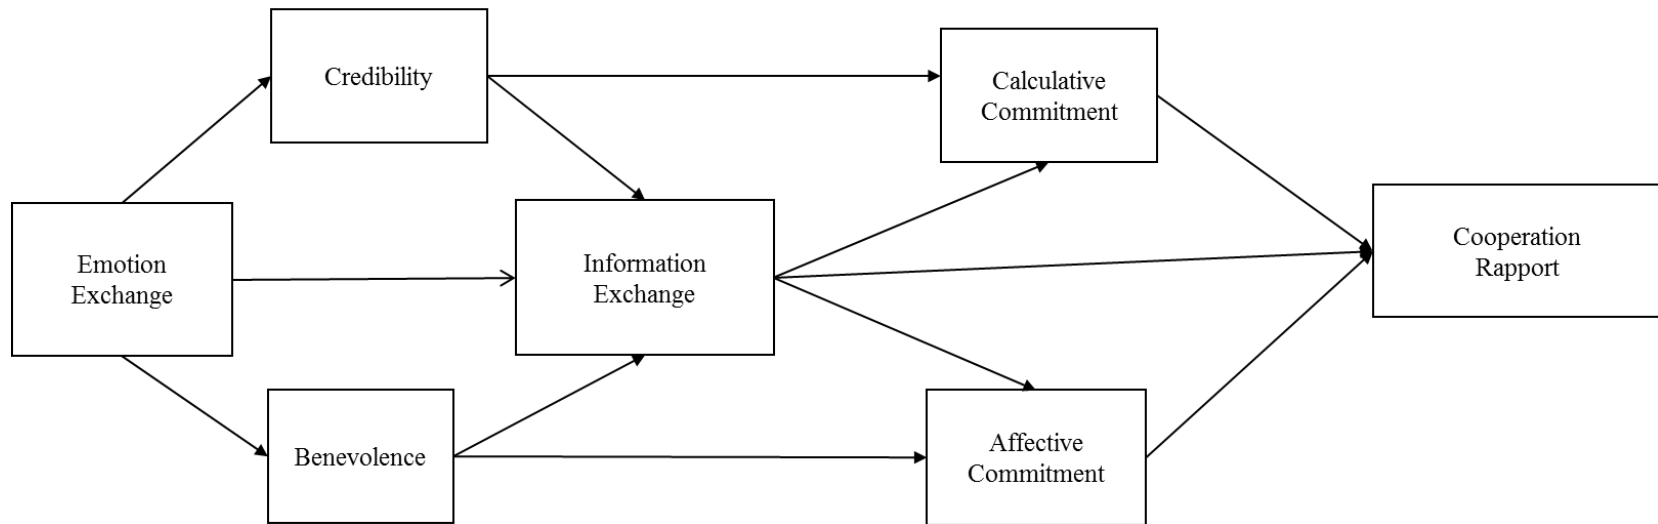 Credibility
Calculative
Commitment
Emotion
Exchange
Information
Exchange
Cooperation
Rapport
Benevolence
Affective
Commitment